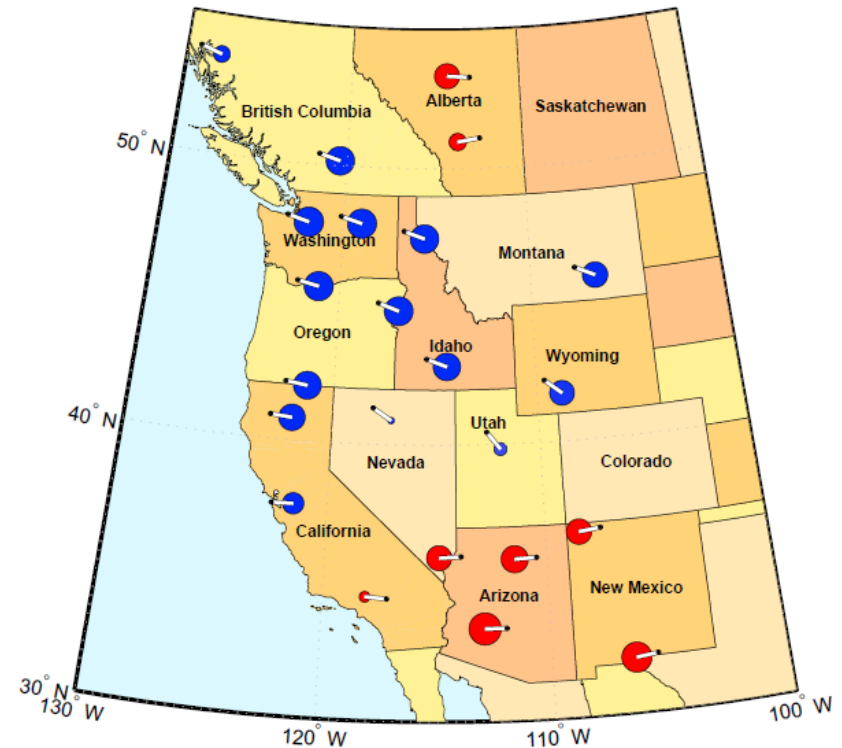 British Columbia
Alberta
Saskatchewan
50° N
Washington
Montana
Oregon
Idaho
Wyoming
40° N
Utah
Nevada
Colorado
California
Arizona
New Mexico
30° N
130° W
120° W
110° W
100° W